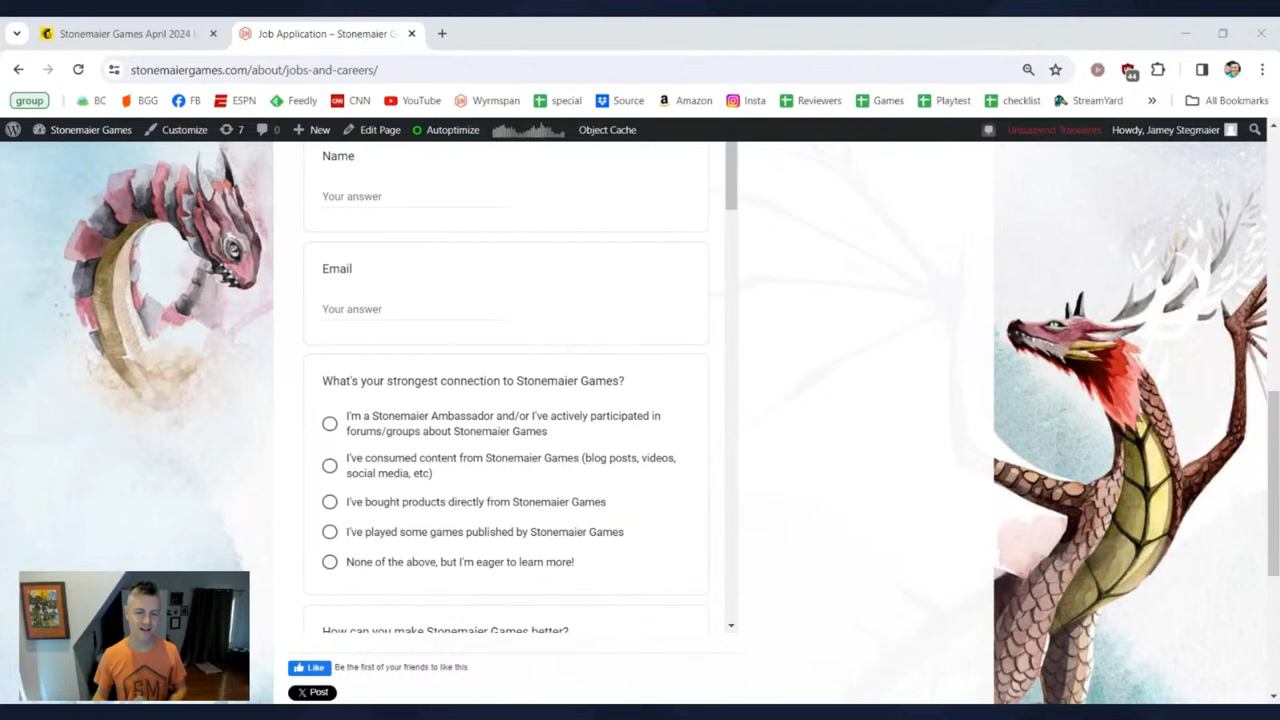 Stonemaier Games April 2024
Job Application – Stonemaier G
stonemaiergames.com/about/jobs-and-careers/
44
group
BC
BGG
FB
ESPN
Feedly
CNN
YouTube
Wyrmspan
special
Source
Amazon
Insta
Reviewers
Games
Playtest
checklist
StreamYard
»
All Bookmarks
Stonemaier Games
Customize
7
0
New
Edit Page
Autoptimize
Object Cache
Unsuspend Transients
Howdy, Jamey Stegmaier
Name
Your answer
Email
Your answer
What's your strongest connection to Stonemaier Games?
I'm a Stonemaier Ambassador and/or I've actively participated in
forums/groups about Stonemaier Games
I've consumed content from Stonemaier Games (blog posts, videos,
social media, etc)
I've bought products directly from Stonemaier Games
I've played some games published by Stonemaier Games
None of the above, but I'm eager to learn more!
How can you make Stonemaier Games better?
Like
Be the first of your friends to like this.
X Post